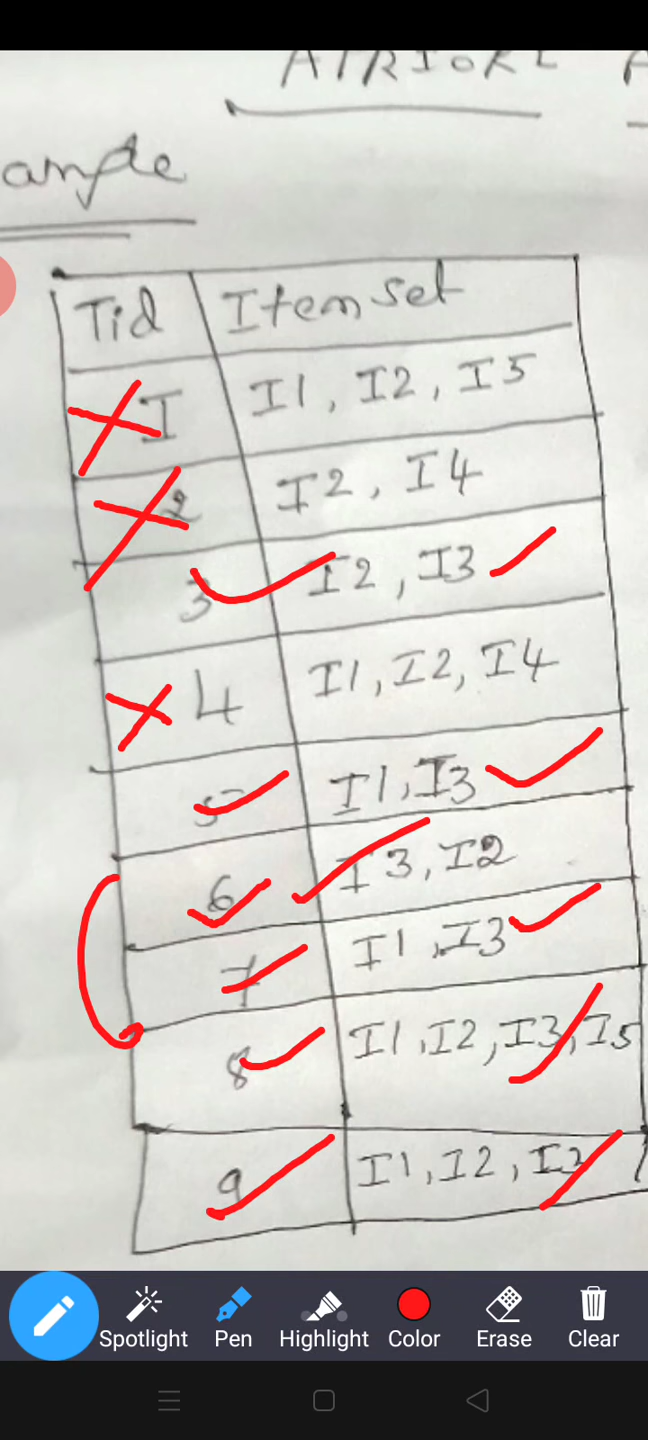 APRIORI A
ample
Tid Item set
I I1, I2, I5
2 I2, I4
3 I2, I3
4 I1, I2, I4
5 I1, I3
6 I3, I2
7 I1, I3
8 I1, I2, I3, I5
9 I1, I2, I3
Spotlight Pen Highlight Color Erase Clear